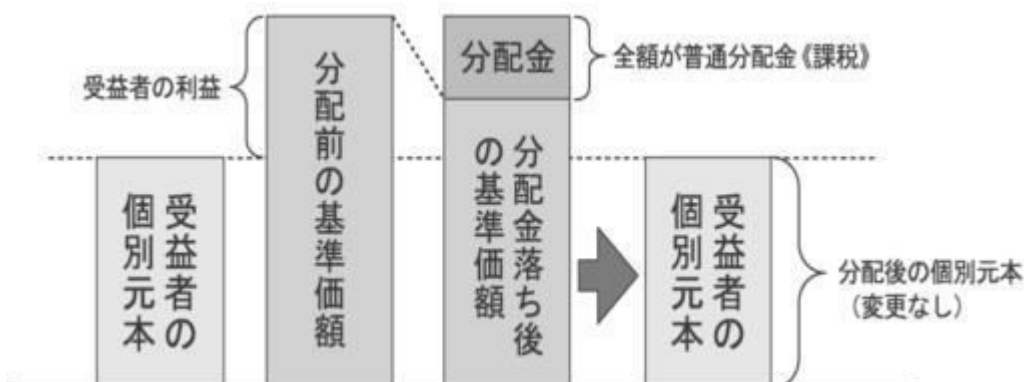 受益者の利益
受益者の
個別元本
分配前の基準価額
分配金
分配金落ち後
の基準価額
全額が普通分配金《課税》
受益者の
個別元本
分配後の個別元本
（変更なし）